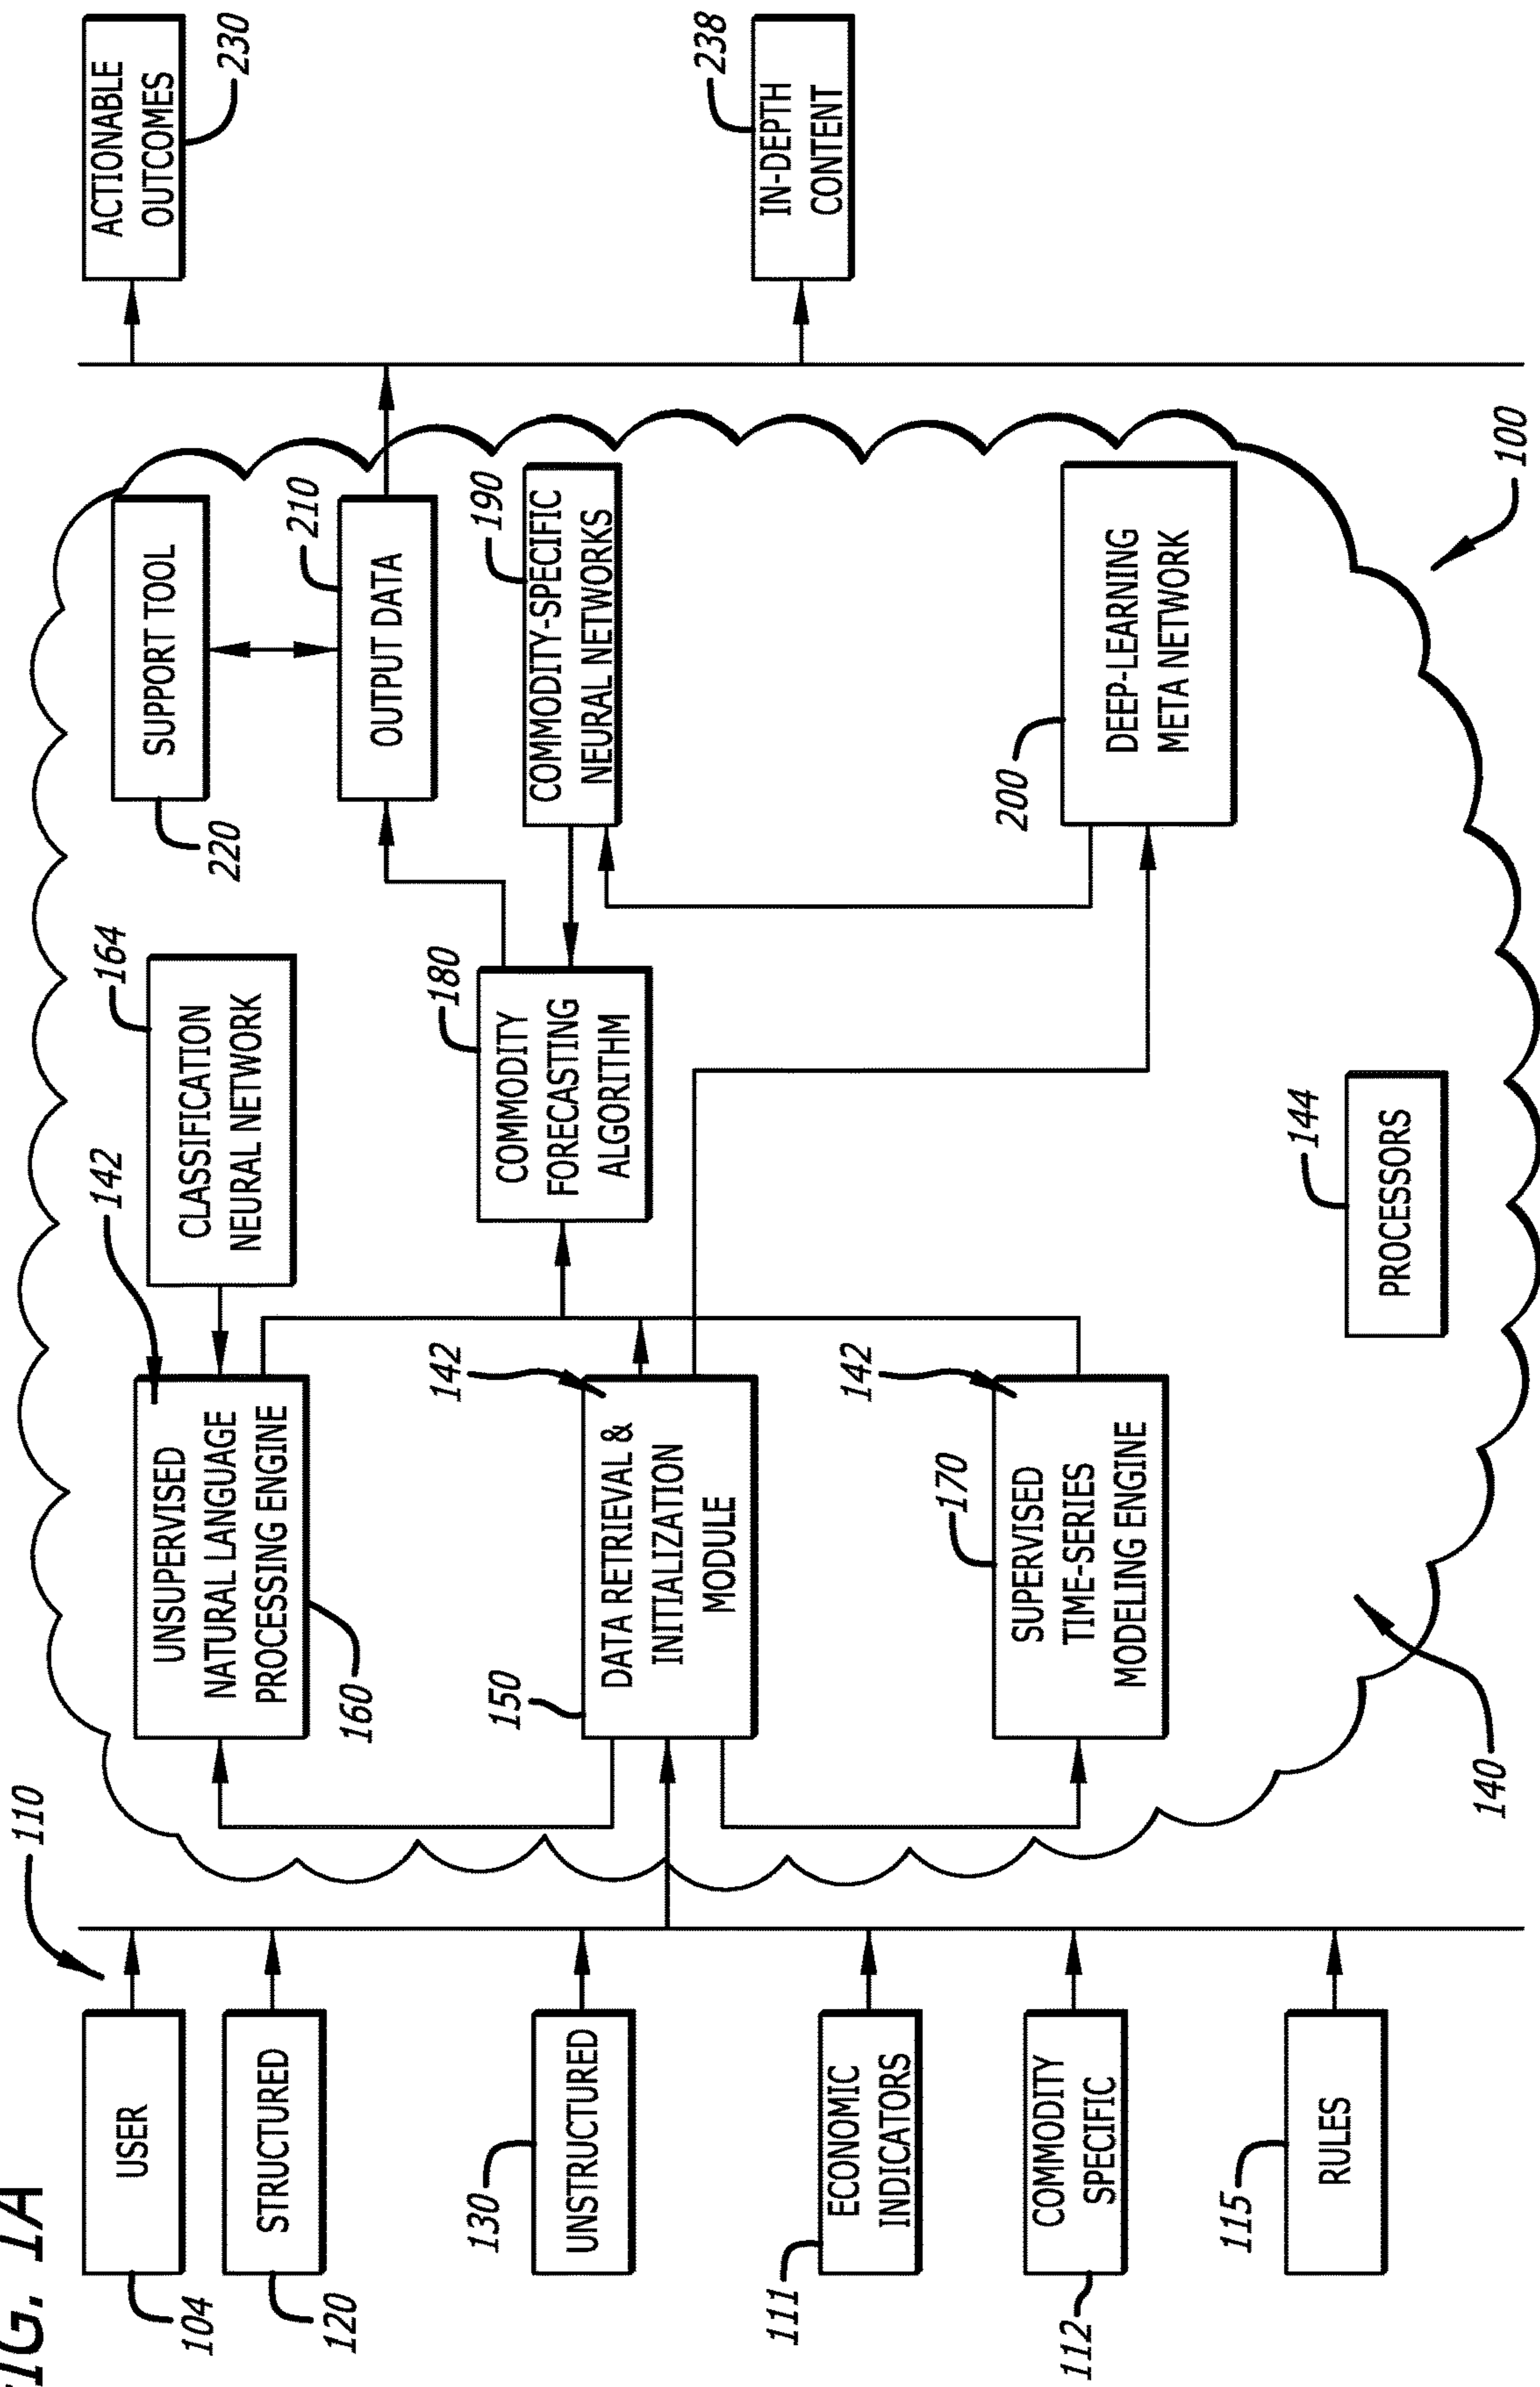 FIG. 1A
110
USER
104
STRUCTURED
120
130
UNSTRUCTURED
111
ECONOMIC
INDICATORS
112
COMMODITY
SPECIFIC
115
RULES
142
UNSUPERVISED
NATURAL LANGUAGE
PROCESSING ENGINE
160
164
CLASSIFICATION
NEURAL NETWORK
150
142
DATA RETRIEVAL &
INITIALIZATION
MODULE
170
142
SUPERVISED
TIME-SERIES
MODELING ENGINE
140
180
COMMODITY
FORECASTING
ALGORITHM
144
PROCESSORS
SUPPORT TOOL
220
210
OUTPUT DATA
190
COMMODITY-SPECIFIC
NEURAL NETWORKS
200
DEEP-LEARNING
META NETWORK
100
ACTIONABLE
OUTCOMES
230
238
IN-DEPTH
CONTENT